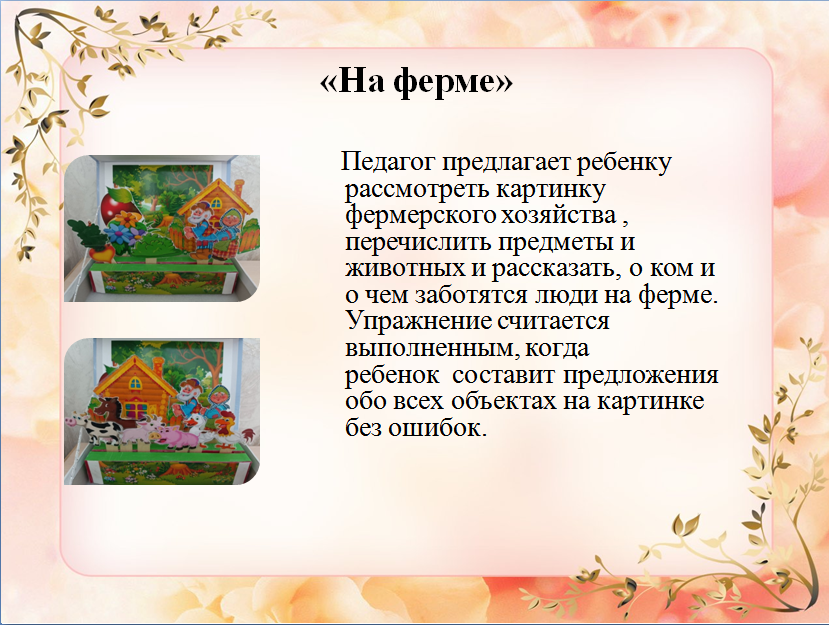 «На ферме»
Педагог предлагает ребенку
рассмотреть картинку
фермерского хозяйства ,
перечислить предметы и
животных и рассказать, о ком и
о чем заботятся люди на ферме.
Упражнение считается
выполненным, когда
ребенок  составит предложения
обо всех объектах на картинке
без ошибок.